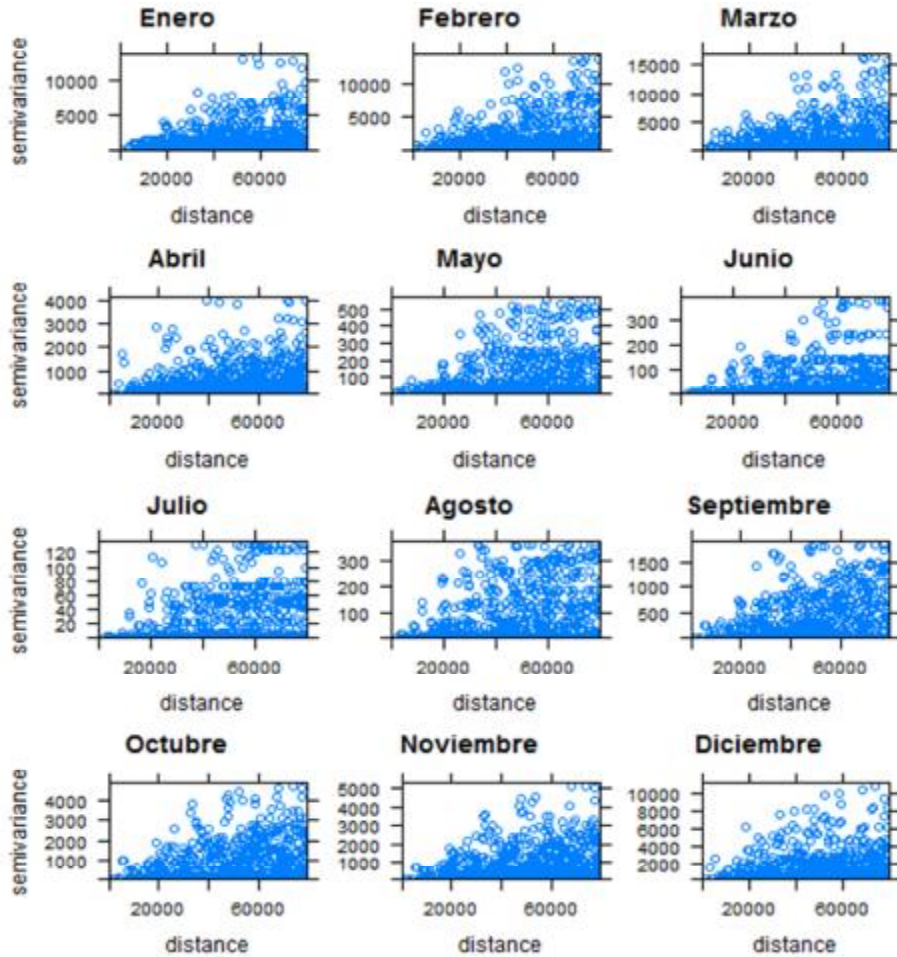 Enero Febrero Marzo
semivariance
10000
5000
10000
5000
15000
10000
5000
20000 60000 20000 60000 20000 60000
distance distance distance
Abril Mayo Junio
semivariance
4000
3000
2000
1000
500
400
300
200
100
300
200
100
20000 60000 20000 60000 20000 60000
distance distance distance
Julio Agosto Septiembre
semivariance
120
100
80
60
40
20
300
200
100
1500
1000
500
20000 60000 20000 60000 20000 60000
distance distance distance
Octubre Noviembre Diciembre
semivariance
4000
3000
2000
1000
5000
4000
3000
2000
1000
10000
8000
6000
4000
2000
20000 60000 20000 60000 20000 60000
distance distance distance